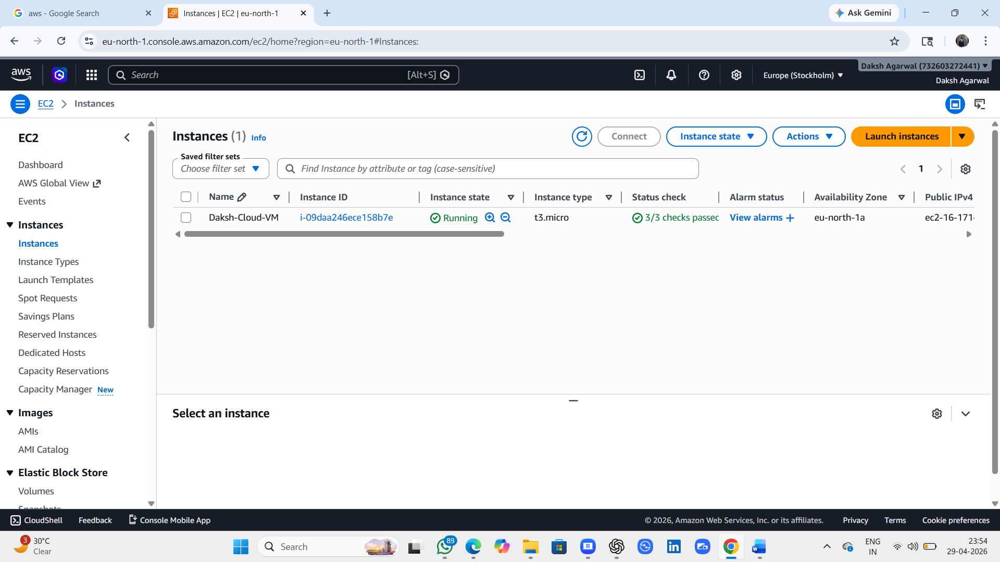 aws - Google Search
Instances | EC2 | eu-north-1
Ask Gemini
eu-north-1.console.aws.amazon.com/ec2/home?region=eu-north-1#Instances:
aws
Search
[Alt+S]
Europe (Stockholm)
Daksh Agarwal (732603272441)
Daksh Agarwal
EC2
Instances
EC2
Dashboard
AWS Global View
Events
Instances
Instances
Instance Types
Launch Templates
Spot Requests
Savings Plans
Reserved Instances
Dedicated Hosts
Capacity Reservations
Capacity Manager New
Images
AMIs
AMI Catalog
Elastic Block Store
Volumes
Snapshots
Instances (1) Info
Connect
Instance state
Actions
Launch instances
Saved filter sets
Choose filter set
Find Instance by attribute or tag (case-sensitive)
1
Name Instance ID Instance state Instance type Status check Alarm status Availability Zone Public IPv4
Daksh-Cloud-VM i-09daa246ece158b7e Running t3.micro 3/3 checks passed View alarms + eu-north-1a ec2-16-171-
Select an instance
CloudShell Feedback Console Mobile App
© 2026, Amazon Web Services, Inc. or its affiliates. Privacy Terms Cookie preferences
3
30°C
Clear
Search
89
ENG
IN
23:54
29-04-2026